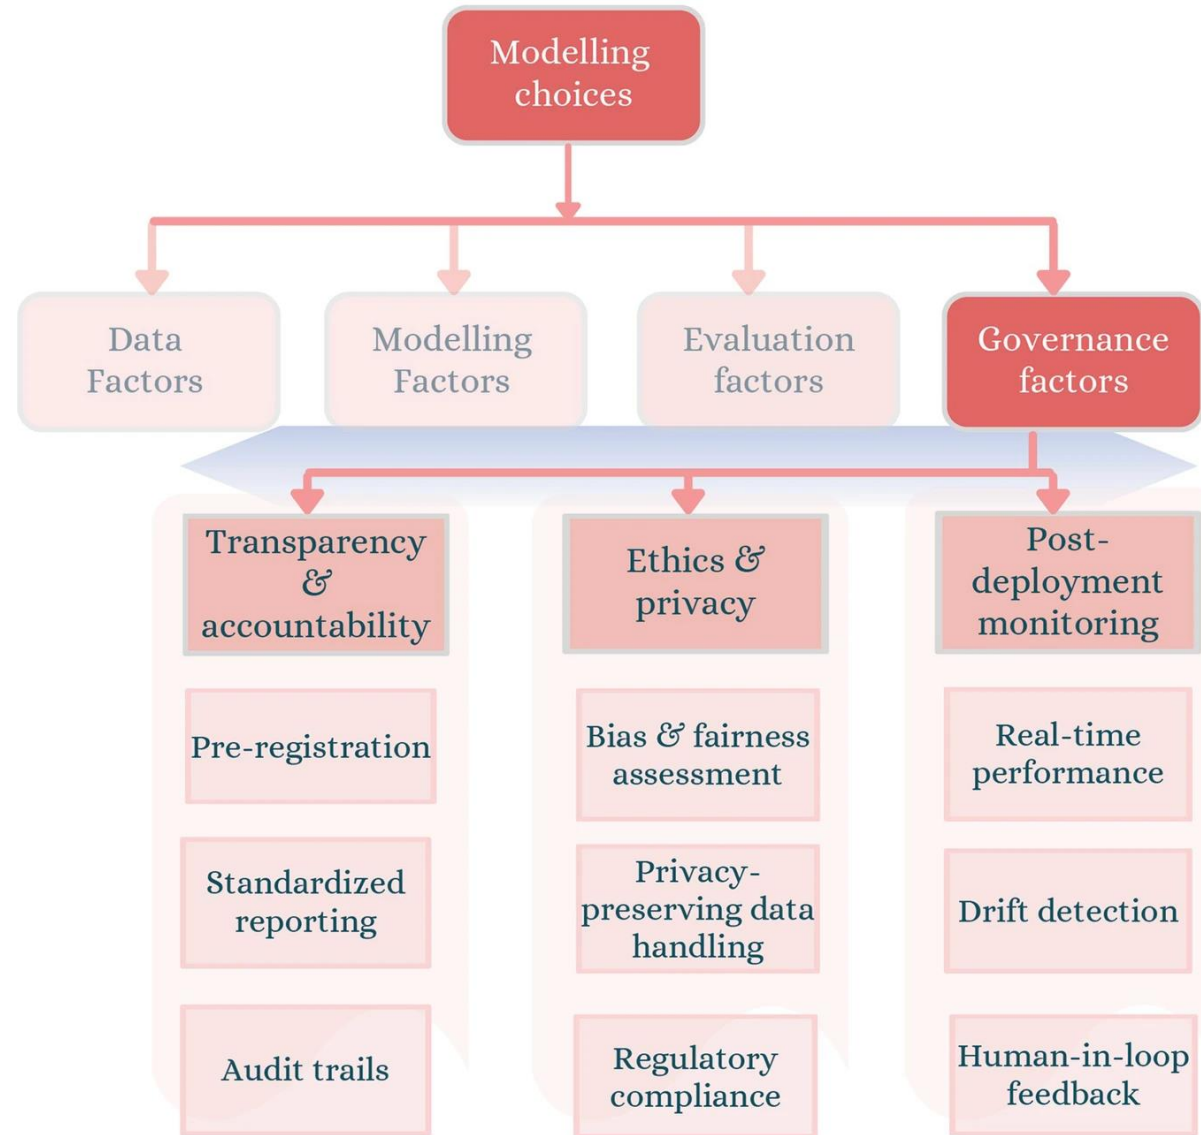 Modelling
choices
Data
Factors
Modelling
Factors
Evaluation
factors
Governance
factors
Transparency
&
accountability
Ethics &
privacy
Post-
deployment
monitoring
Pre-registration
Bias & fairness
assessment
Real-time
performance
Standardized
reporting
Privacy-
preserving data
handling
Drift detection
Audit trails
Regulatory
compliance
Human-in-loop
feedback